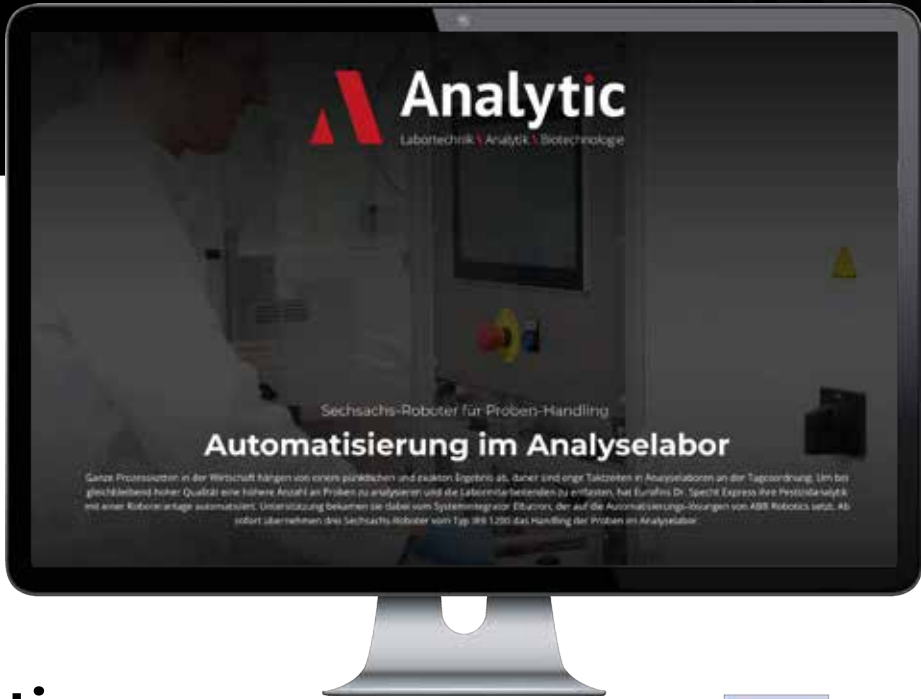 Analytic
Labortechnik \ Analytik \ Biotechnologie
Sechsachs-Roboter für Proben-Handling
Automatisierung im Analyselabor
Ganze Prozessketten in der Wirtschaft hängen von einem pünktlichen und exakten Ergebnis ab, daher sind enge Taktzeiten in Analyselaboren an der Tagesordnung. Um bei
gleichbleibend hoher Qualität eine höhere Anzahl an Proben zu analysieren und die Labormitarbeitenden zu entlasten, hat Eurofins Dr. Specht Express ihre Pestizidanalytik
mit einer Roboteranlage automatisiert. Unterstützung bekamen sie dabei vom Systemintegrator Elsutron, der auf die Automatisierungs-lösungen von ABB Robotics setzt. Ab
sofort übernehmen drei Sechsachs-Roboter vom Typ IRB 1200 das Handling der Proben im Analyselabor